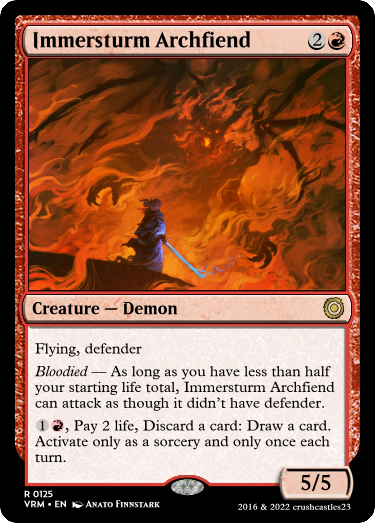 Immersturm Archfiend 2
Creature — Demon
Flying, defender
Bloodied — As long as you have less than half
your starting life total, Immersturm Archfiend
can attack as though it didn't have defender.
1, Pay 2 life, Discard a card: Draw a card.
Activate only as a sorcery and only once each
turn.
5/5
R 0125
VRM • EN Anato Finnstark
2016 & 2022 crushcastles23